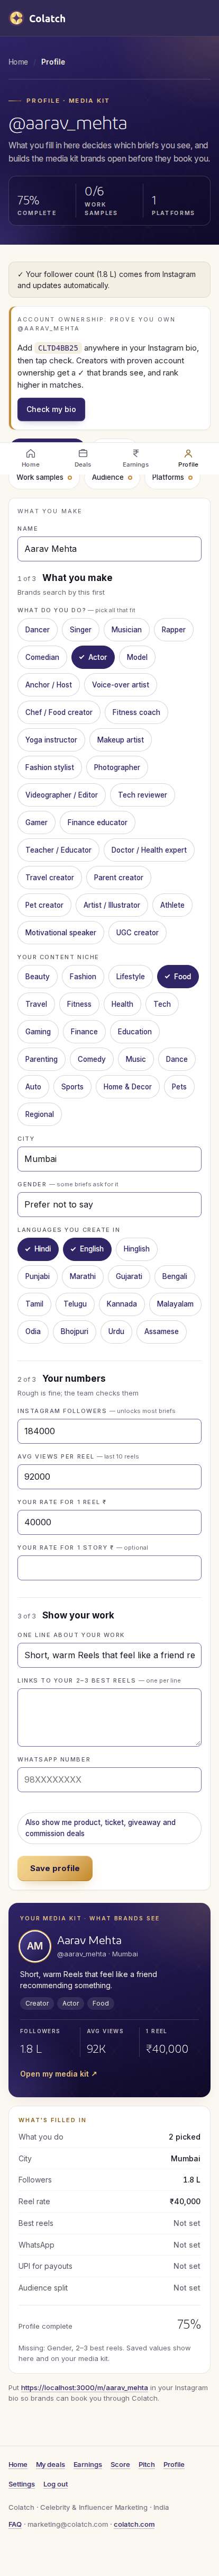 Colatch
Home / Profile
PROFILE · MEDIA KIT
@aarav_mehta
What you fill in here decides which briefs you see, and
builds the media kit brands open before they book you.
75%
COMPLETE
0/6
WORK
SAMPLES
1
PLATFORMS
✓ Your follower count (1.8 L) comes from Instagram
and updates automatically.
ACCOUNT OWNERSHIP: PROVE YOU OWN
@AARAV_MEHTA
Add CLTD4BB25 anywhere in your Instagram bio,
then tap check. Creators with proven account
ownership get a ✓ that brands see, and rank
higher in matches.
Check my bio
Home
Deals
Earnings
Profile
Work samples
Audience
Platforms
WHAT YOU MAKE
NAME
Aarav Mehta
1 of 3 What you make
Brands search by this first
WHAT DO YOU DO? — pick all that fit
Dancer Singer Musician Rapper
Comedian ✓ Actor Model
Anchor / Host Voice-over artist
Chef / Food creator Fitness coach
Yoga instructor Makeup artist
Fashion stylist Photographer
Videographer / Editor Tech reviewer
Gamer Finance educator
Teacher / Educator Doctor / Health expert
Travel creator Parent creator
Pet creator Artist / Illustrator Athlete
Motivational speaker UGC creator
YOUR CONTENT NICHE
Beauty Fashion Lifestyle ✓ Food
Travel Fitness Health Tech
Gaming Finance Education
Parenting Comedy Music Dance
Auto Sports Home & Decor Pets
Regional
CITY
Mumbai
GENDER — some briefs ask for it
Prefer not to say
LANGUAGES YOU CREATE IN
✓ Hindi ✓ English Hinglish
Punjabi Marathi Gujarati Bengali
Tamil Telugu Kannada Malayalam
Odia Bhojpuri Urdu Assamese
2 of 3 Your numbers
Rough is fine; the team checks them
INSTAGRAM FOLLOWERS — unlocks most briefs
184000
AVG VIEWS PER REEL — last 10 reels
92000
YOUR RATE FOR 1 REEL ₹
40000
YOUR RATE FOR 1 STORY ₹ — optional
3 of 3 Show your work
ONE LINE ABOUT YOUR WORK
Short, warm Reels that feel like a friend re
LINKS TO YOUR 2–3 BEST REELS — one per line
WHATSAPP NUMBER
98XXXXXXXX
Also show me product, ticket, giveaway and
commission deals
Save profile
YOUR MEDIA KIT · WHAT BRANDS SEE
AM
Aarav Mehta
@aarav_mehta · Mumbai
Short, warm Reels that feel like a friend
recommending something.
Creator Actor Food
FOLLOWERS
1.8 L
AVG VIEWS
92K
1 REEL
₹40,000
Open my media kit ↗
WHAT'S FILLED IN
What you do 2 picked
City Mumbai
Followers 1.8 L
Reel rate ₹40,000
Best reels Not set
WhatsApp Not set
UPI for payouts Not set
Audience split Not set
Profile complete 75%
Missing: Gender, 2–3 best reels. Saved values show
here and on your media kit.
Put https://localhost:3000/m/aarav_mehta in your Instagram
bio so brands can book you through Colatch.
Home My deals Earnings Score Pitch Profile
Settings Log out
Colatch · Celebrity & Influencer Marketing · India
FAQ · marketing@colatch.com · colatch.com